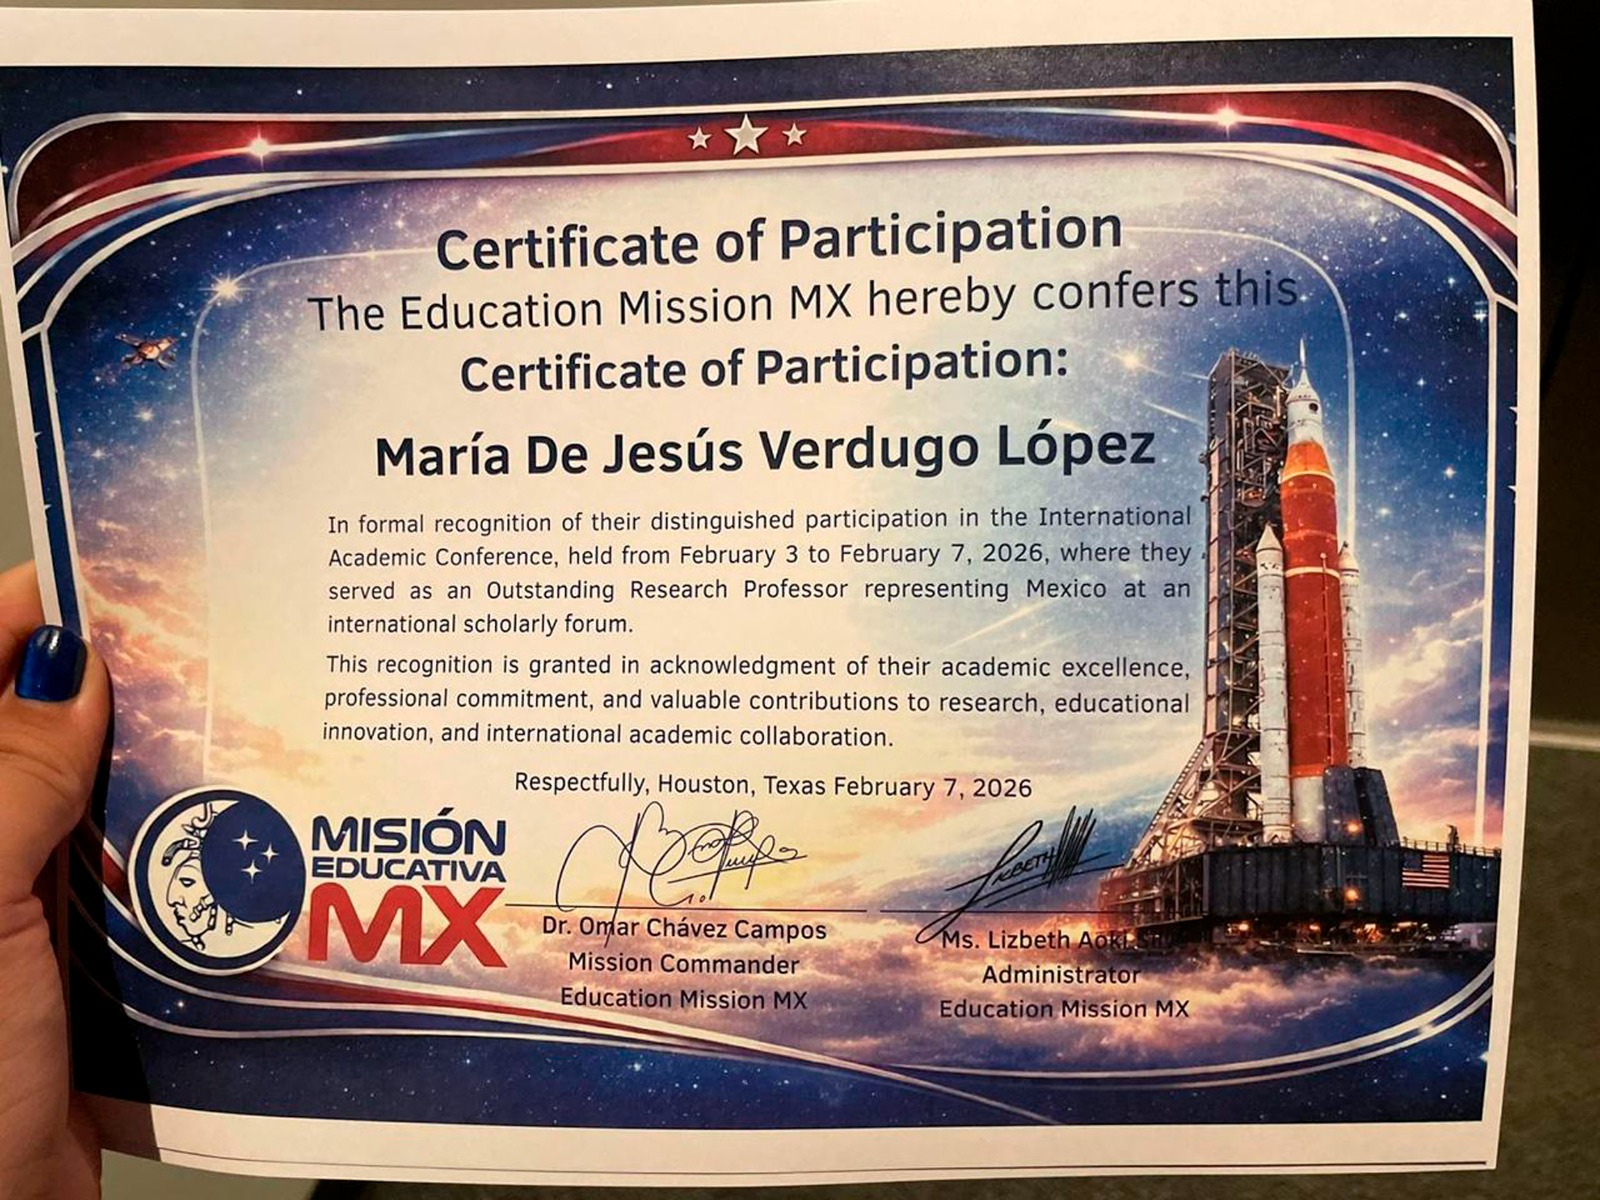 Certificate of Participation
The Education Mission MX hereby confers this
Certificate of Participation:
María De Jesús Verdugo López
In formal recognition of their distinguished participation in the International
Academic Conference, held from February 3 to February 7, 2026, where they
served as an Outstanding Research Professor representing Mexico at an
international scholarly forum.
This recognition is granted in acknowledgment of their academic excellence,
professional commitment, and valuable contributions to research, educational
innovation, and international academic collaboration.
Respectfully, Houston, Texas February 7, 2026
MISIÓN
EDUCATIVA
MX
Dr. Omar Chávez Campos
Mission Commander
Education Mission MX
Ms. Lizbeth Aoki
Administrator
Education Mission MX